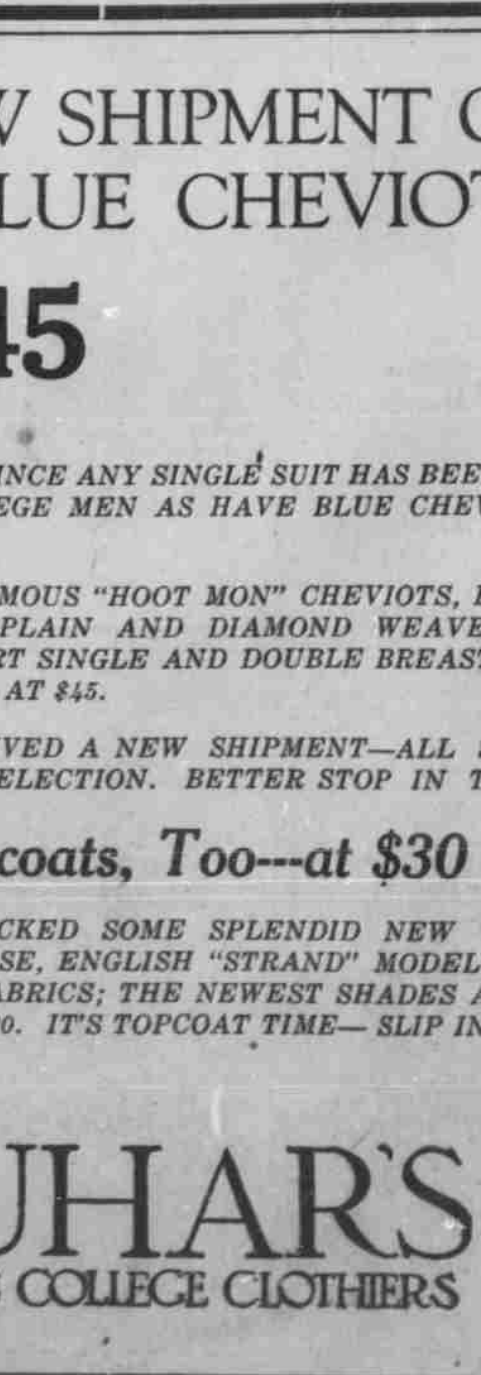 W SHIPMENT
LUE CHEVIOT
45
INCE ANY SINGLE SUIT HAS BEE
EGE MEN AS HAVE BLUE CHEV
MOUS "HOOT MON" CHEVIOTS,
PLAIN AND DIAMOND WEAVE
RT SINGLE AND DOUBLE BREAST
AT $45.
VED A NEW SHIPMENT—ALL
ELECTION. BETTER STOP IN T
coats, Too---at $30
CKED SOME SPLENDID NEW
SE, ENGLISH "STRAND" MODEL
ABRICS; THE NEWEST SHADES A
0. IT'S TOPCOAT TIME— SLIP IN
UHAR'S
COLLEGE CLOTHIERS